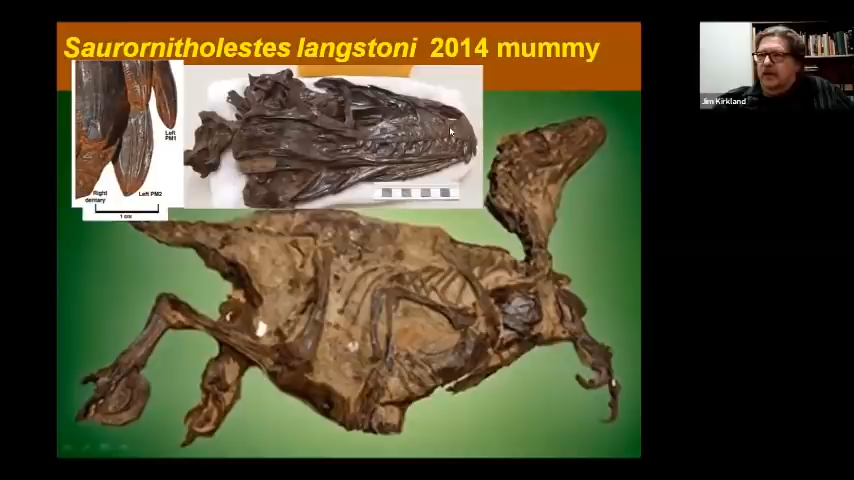 Saurornitholestes langstoni 2014 mummy
Left
PM1
Right
dentary
Left PM2
1 cm
Jim Kirkland